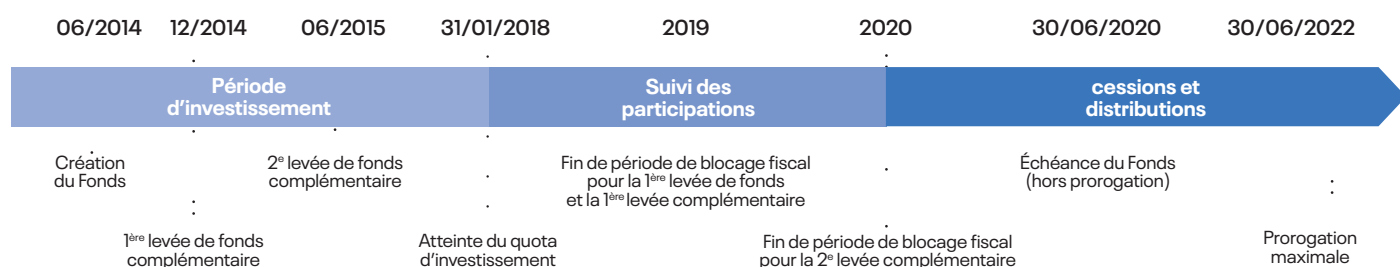 06/2014 12/2014 06/2015 31/01/2018 2019 2020 30/06/2020 30/06/2022
Période
d’investissement
Suivi des
participations
cessions et
distributions
Création
du Fonds
2e levée de fonds
complémentaire
Fin de période de blocage fiscal
pour la 1ère levée de fonds
et la 1ère levée complémentaire
Échéance du Fonds
(hors prorogation)
1ère levée de fonds
complémentaire
Atteinte du quota
d’investissement
Fin de période de blocage fiscal
pour la 2e levée complémentaire
Prorogation
maximale